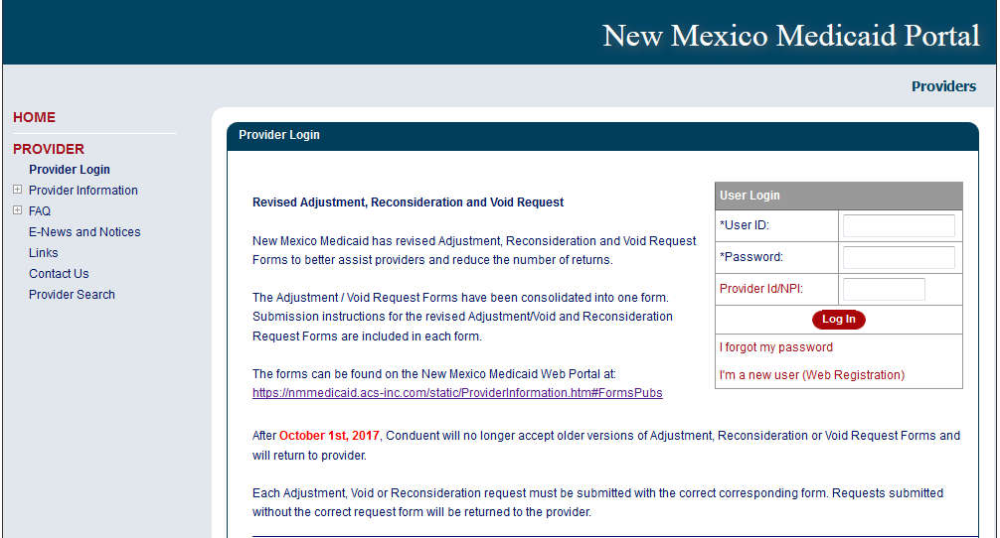 New Mexico Medicaid Portal
Providers
HOME
PROVIDER
Provider Login
Provider Information
FAQ
E-News and Notices
Links
Contact Us
Provider Search
Provider Login
Revised Adjustment, Reconsideration and Void Request
New Mexico Medicaid has revised Adjustment, Reconsideration and Void Request
Forms to better assist providers and reduce the number of returns.
The Adjustment / Void Request Forms have been consolidated into one form.
Submission instructions for the revised Adjustment/Void and Reconsideration
Request Forms are included in each form.
The forms can be found on the New Mexico Medicaid Web Portal at:
https://nmmedicaid.acs-inc.com/static/ProviderInformation.htm#FormsPubs
User Login
*User ID:
*Password:
Provider Id/NPI:
Log In
I forgot my password
I'm a new user (Web Registration)
After October 1st, 2017, Conduent will no longer accept older versions of Adjustment, Reconsideration or Void Request Forms and
will return to provider.
Each Adjustment, Void or Reconsideration request must be submitted with the correct corresponding form. Requests submitted
without the correct request form will be returned to the provider.